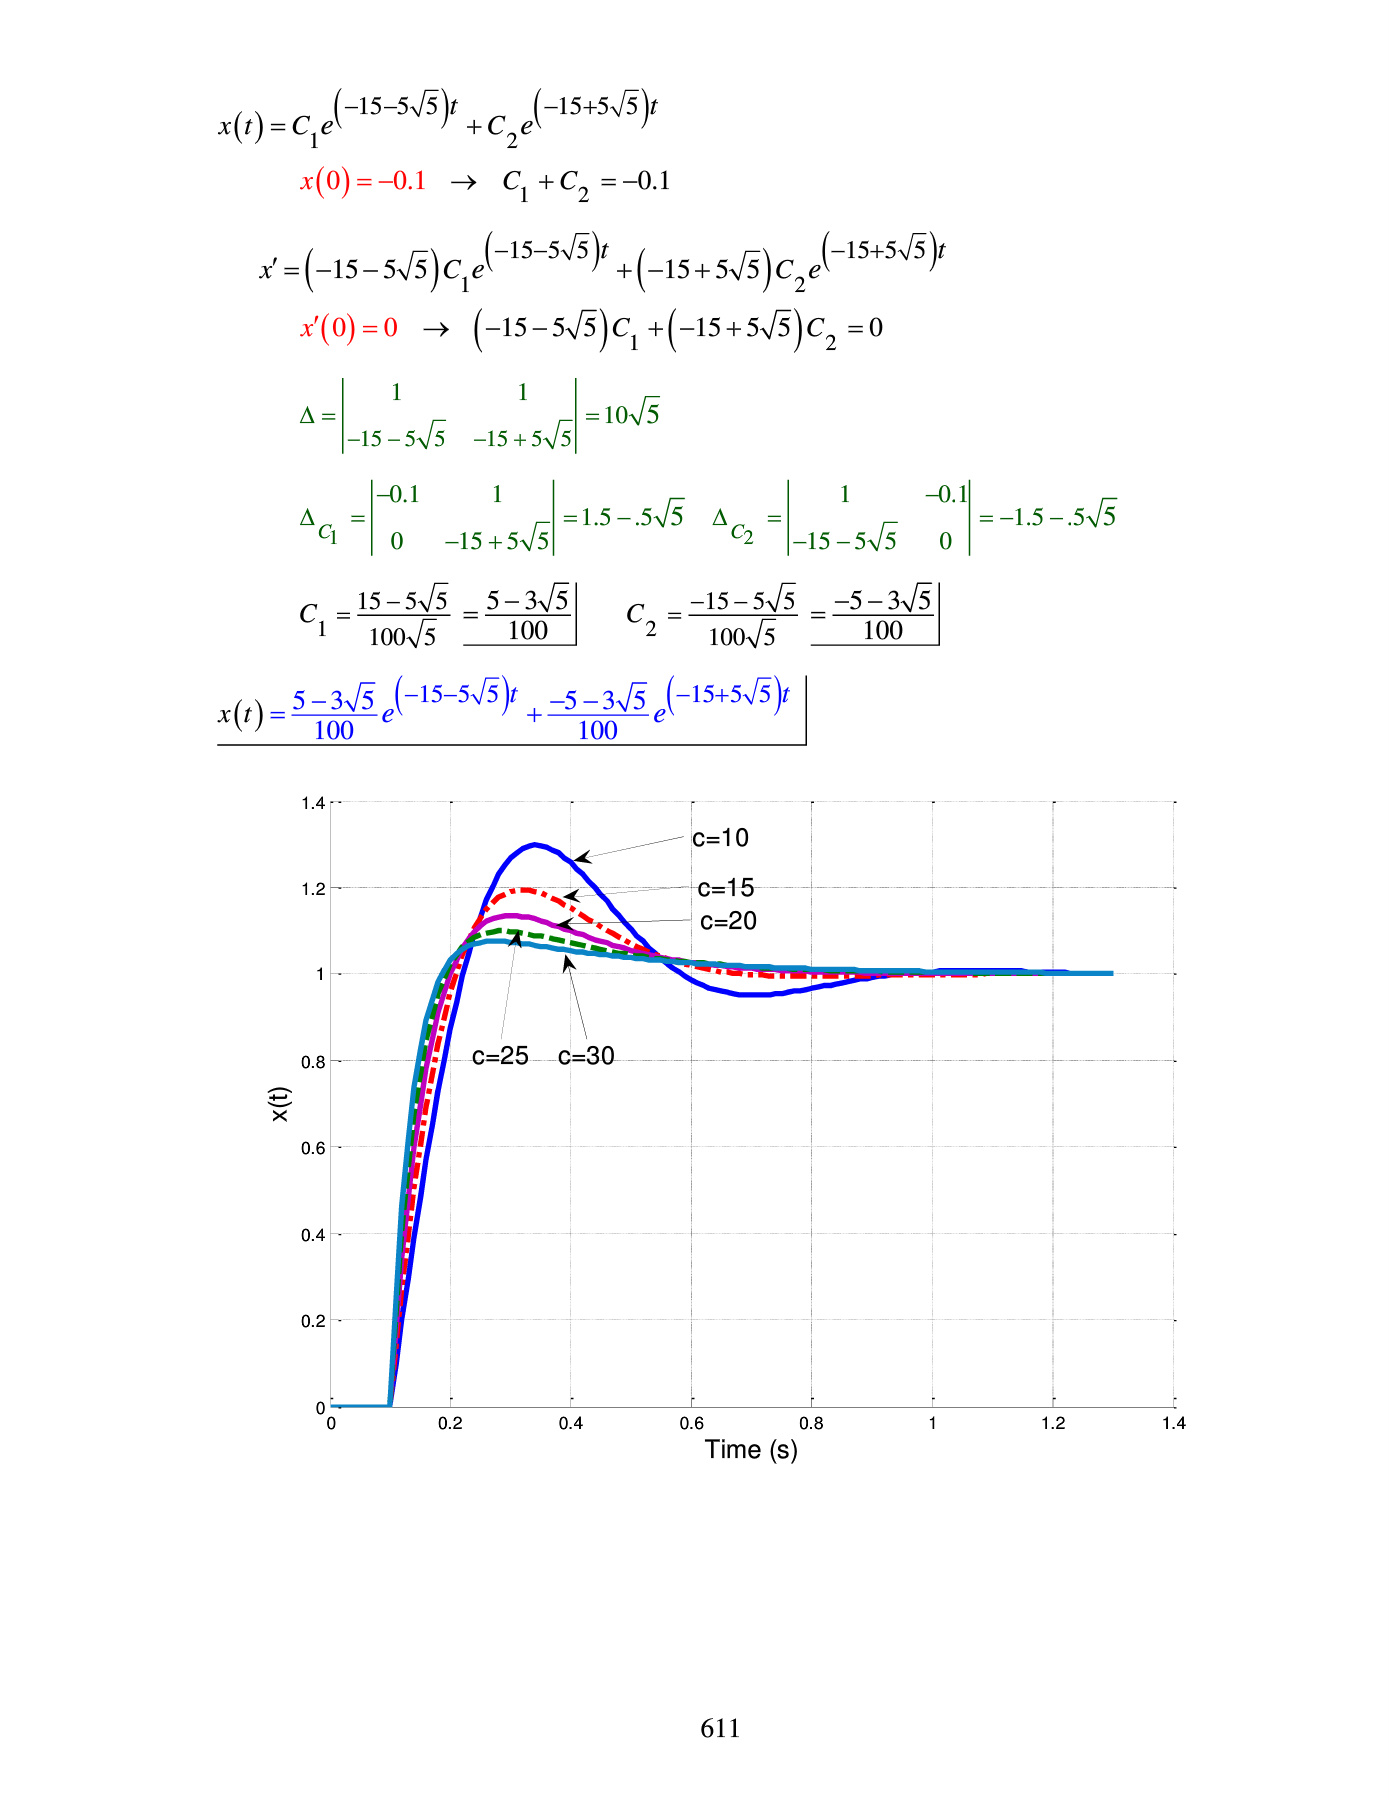 x(t) = C₁e^((−15−5√5)t) + C₂e^((−15+5√5)t)
x(0) = −0.1 → C₁ + C₂ = −0.1
x′ = (−15 − 5√5)C₁e^((−15−5√5)t) + (−15 + 5√5)C₂e^((−15+5√5)t)
x′(0) = 0 → (−15 − 5√5)C₁ + (−15 + 5√5)C₂ = 0
Δ = |1 1; −15 − 5√5 −15 + 5√5| = 10√5
Δ_C₁ = |−0.1 1; 0 −15 + 5√5| = 1.5 − .5√5 Δ_C₂ = |1 −0.1; −15 − 5√5 0| = −1.5 − .5√5
C₁ = (15 − 5√5)/(100√5) = (5 − 3√5)/100 C₂ = (−15 − 5√5)/(100√5) = (−5 − 3√5)/100
x(t) = (5 − 3√5)/100 e^((−15−5√5)t) + (−5 − 3√5)/100 e^((−15+5√5)t)
1.4
c=10
1.2
c=15
c=20
1
c=25 c=30
0.8
x(t)
0.6
0.4
0.2
0
0 0.2 0.4 0.6 0.8 1 1.2 1.4
Time (s)
611